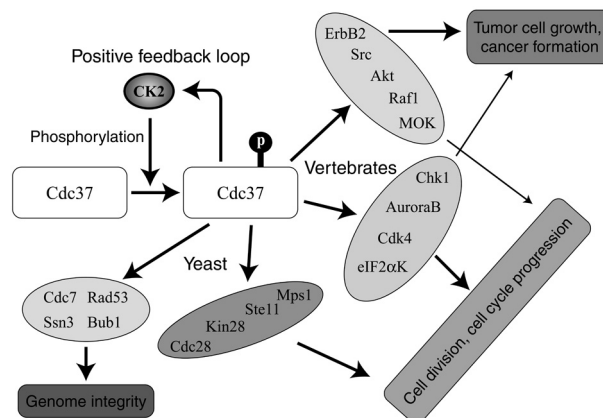 Positive feedback loop
CK2
Phosphorylation
Cdc37
p
Cdc37
Vertebrates
ErbB2
Src
Akt
Raf1
MOK
Tumor cell growth,
cancer formation
Chk1
AuroraB
Cdk4
eIF2αK
Yeast
Cdc7 Rad53
Ssn3 Bub1
Mps1
Ste11
Kin28
Cdc28
Genome integrity
Cell division, cell cycle progression